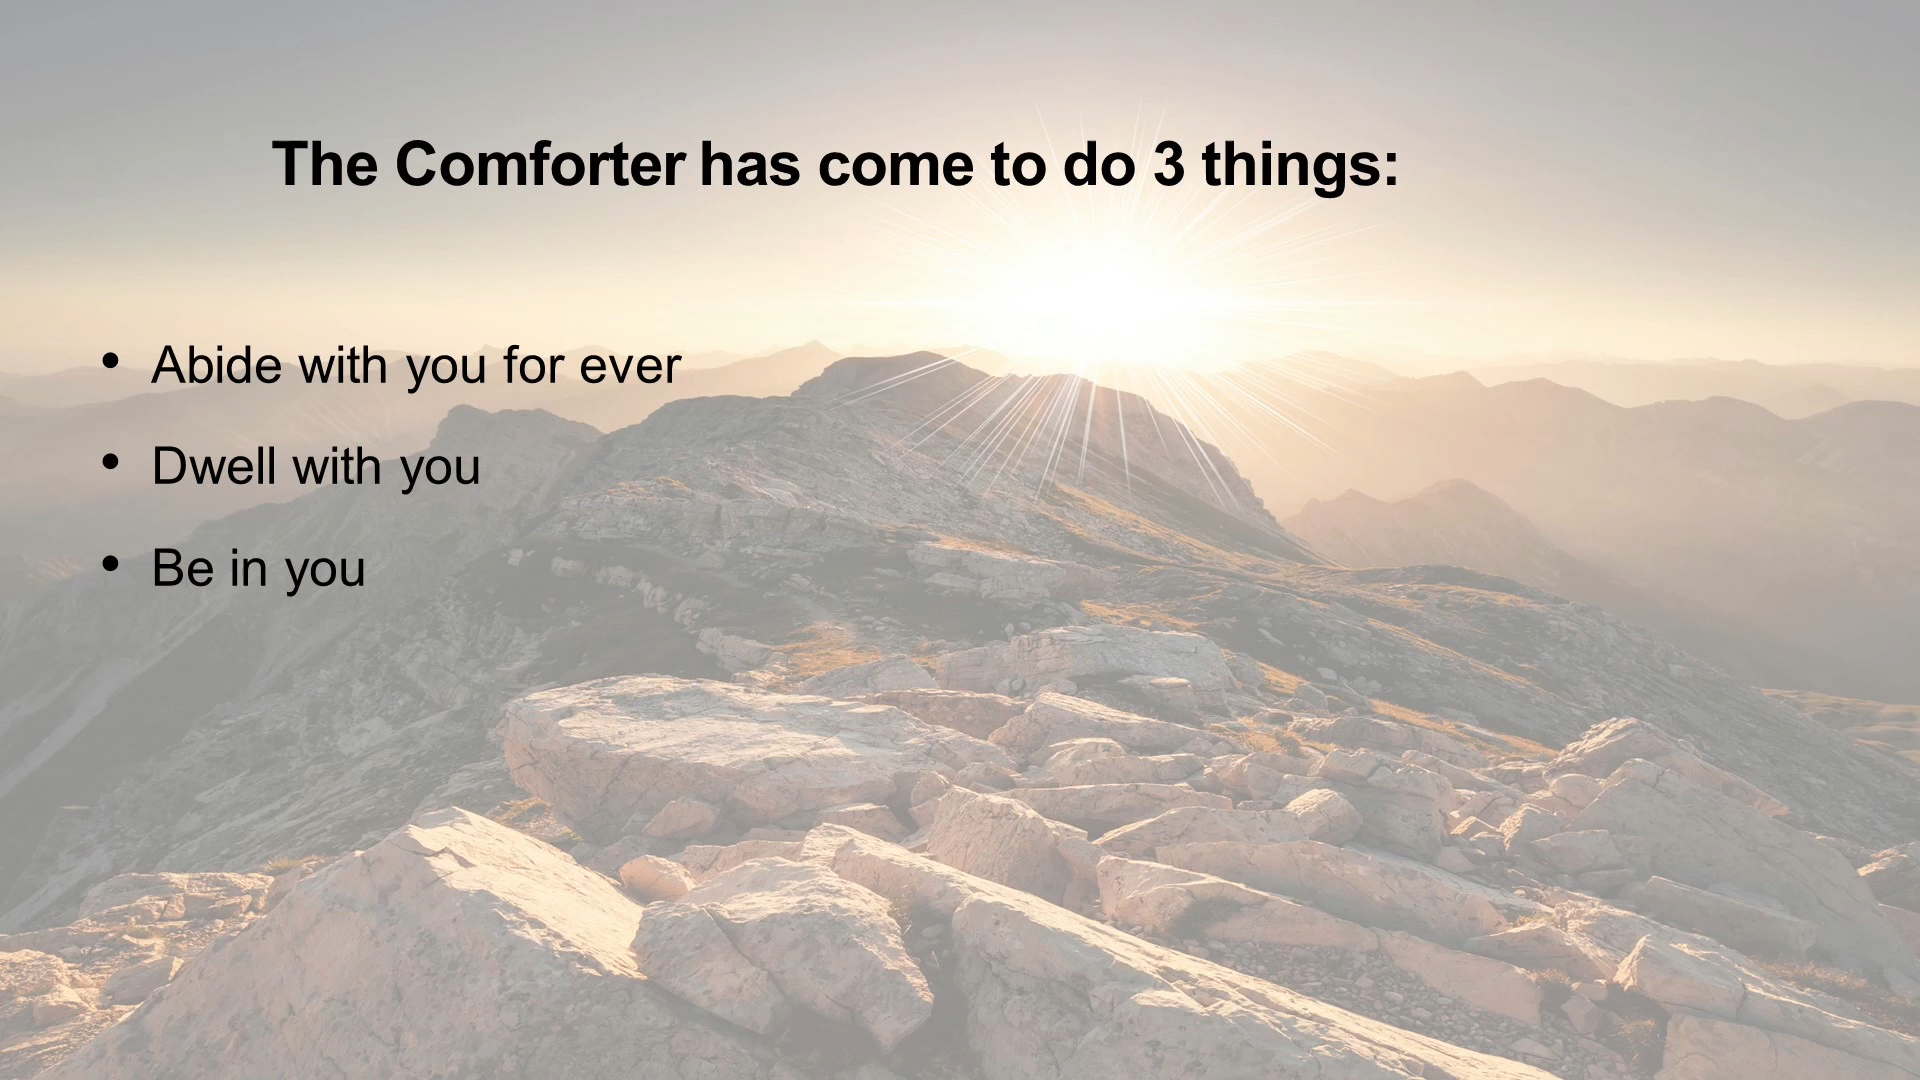 The Comforter has come to do 3 things:
• Abide with you for ever
• Dwell with you
• Be in you